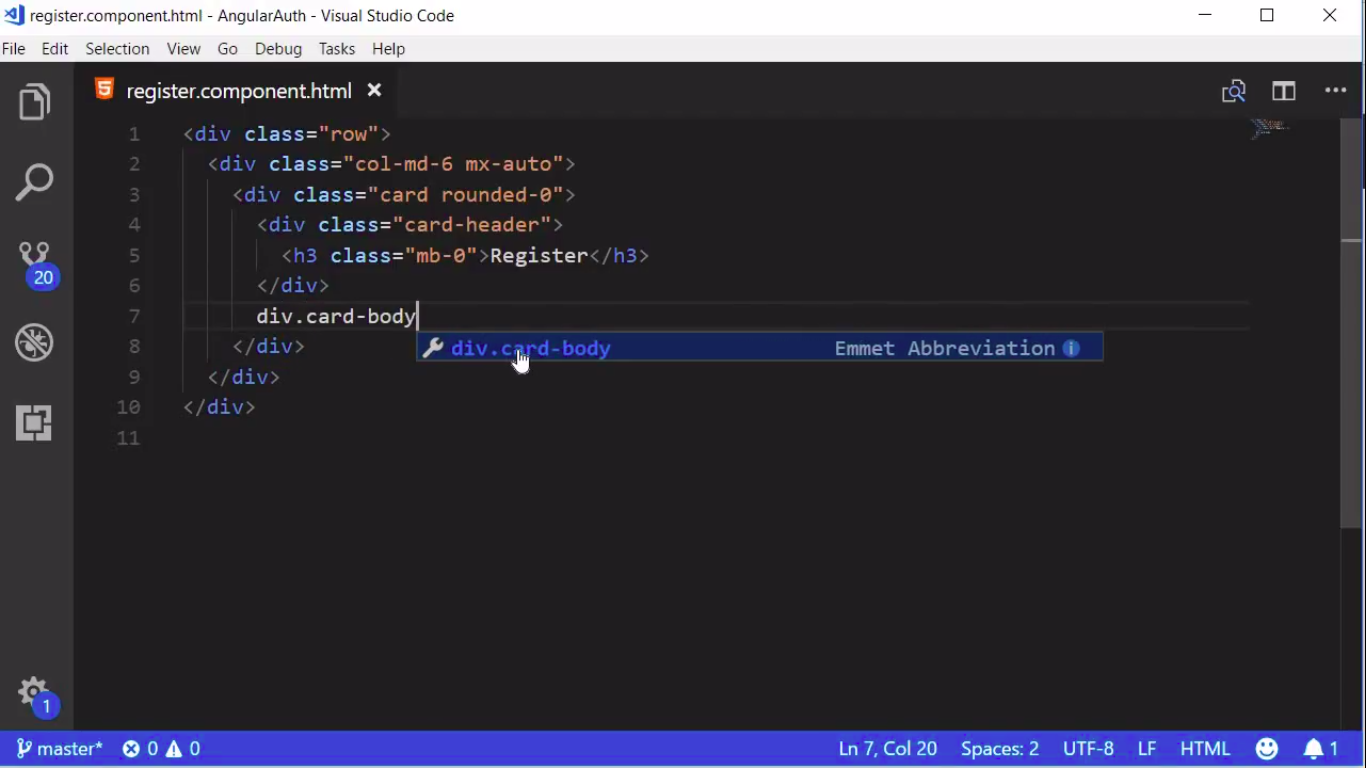 register.component.html - AngularAuth - Visual Studio Code
File Edit Selection View Go Debug Tasks Help
register.component.html
1 <div class="row">
2 <div class="col-md-6 mx-auto">
3 <div class="card rounded-0">
4 <div class="card-header">
5 <h3 class="mb-0">Register</h3>
6 </div>
7 div.card-body
div.card-body Emmet Abbreviation
8 </div>
9 </div>
10 </div>
11
20
1
master* 0 0 Ln 7, Col 20 Spaces: 2 UTF-8 LF HTML 1